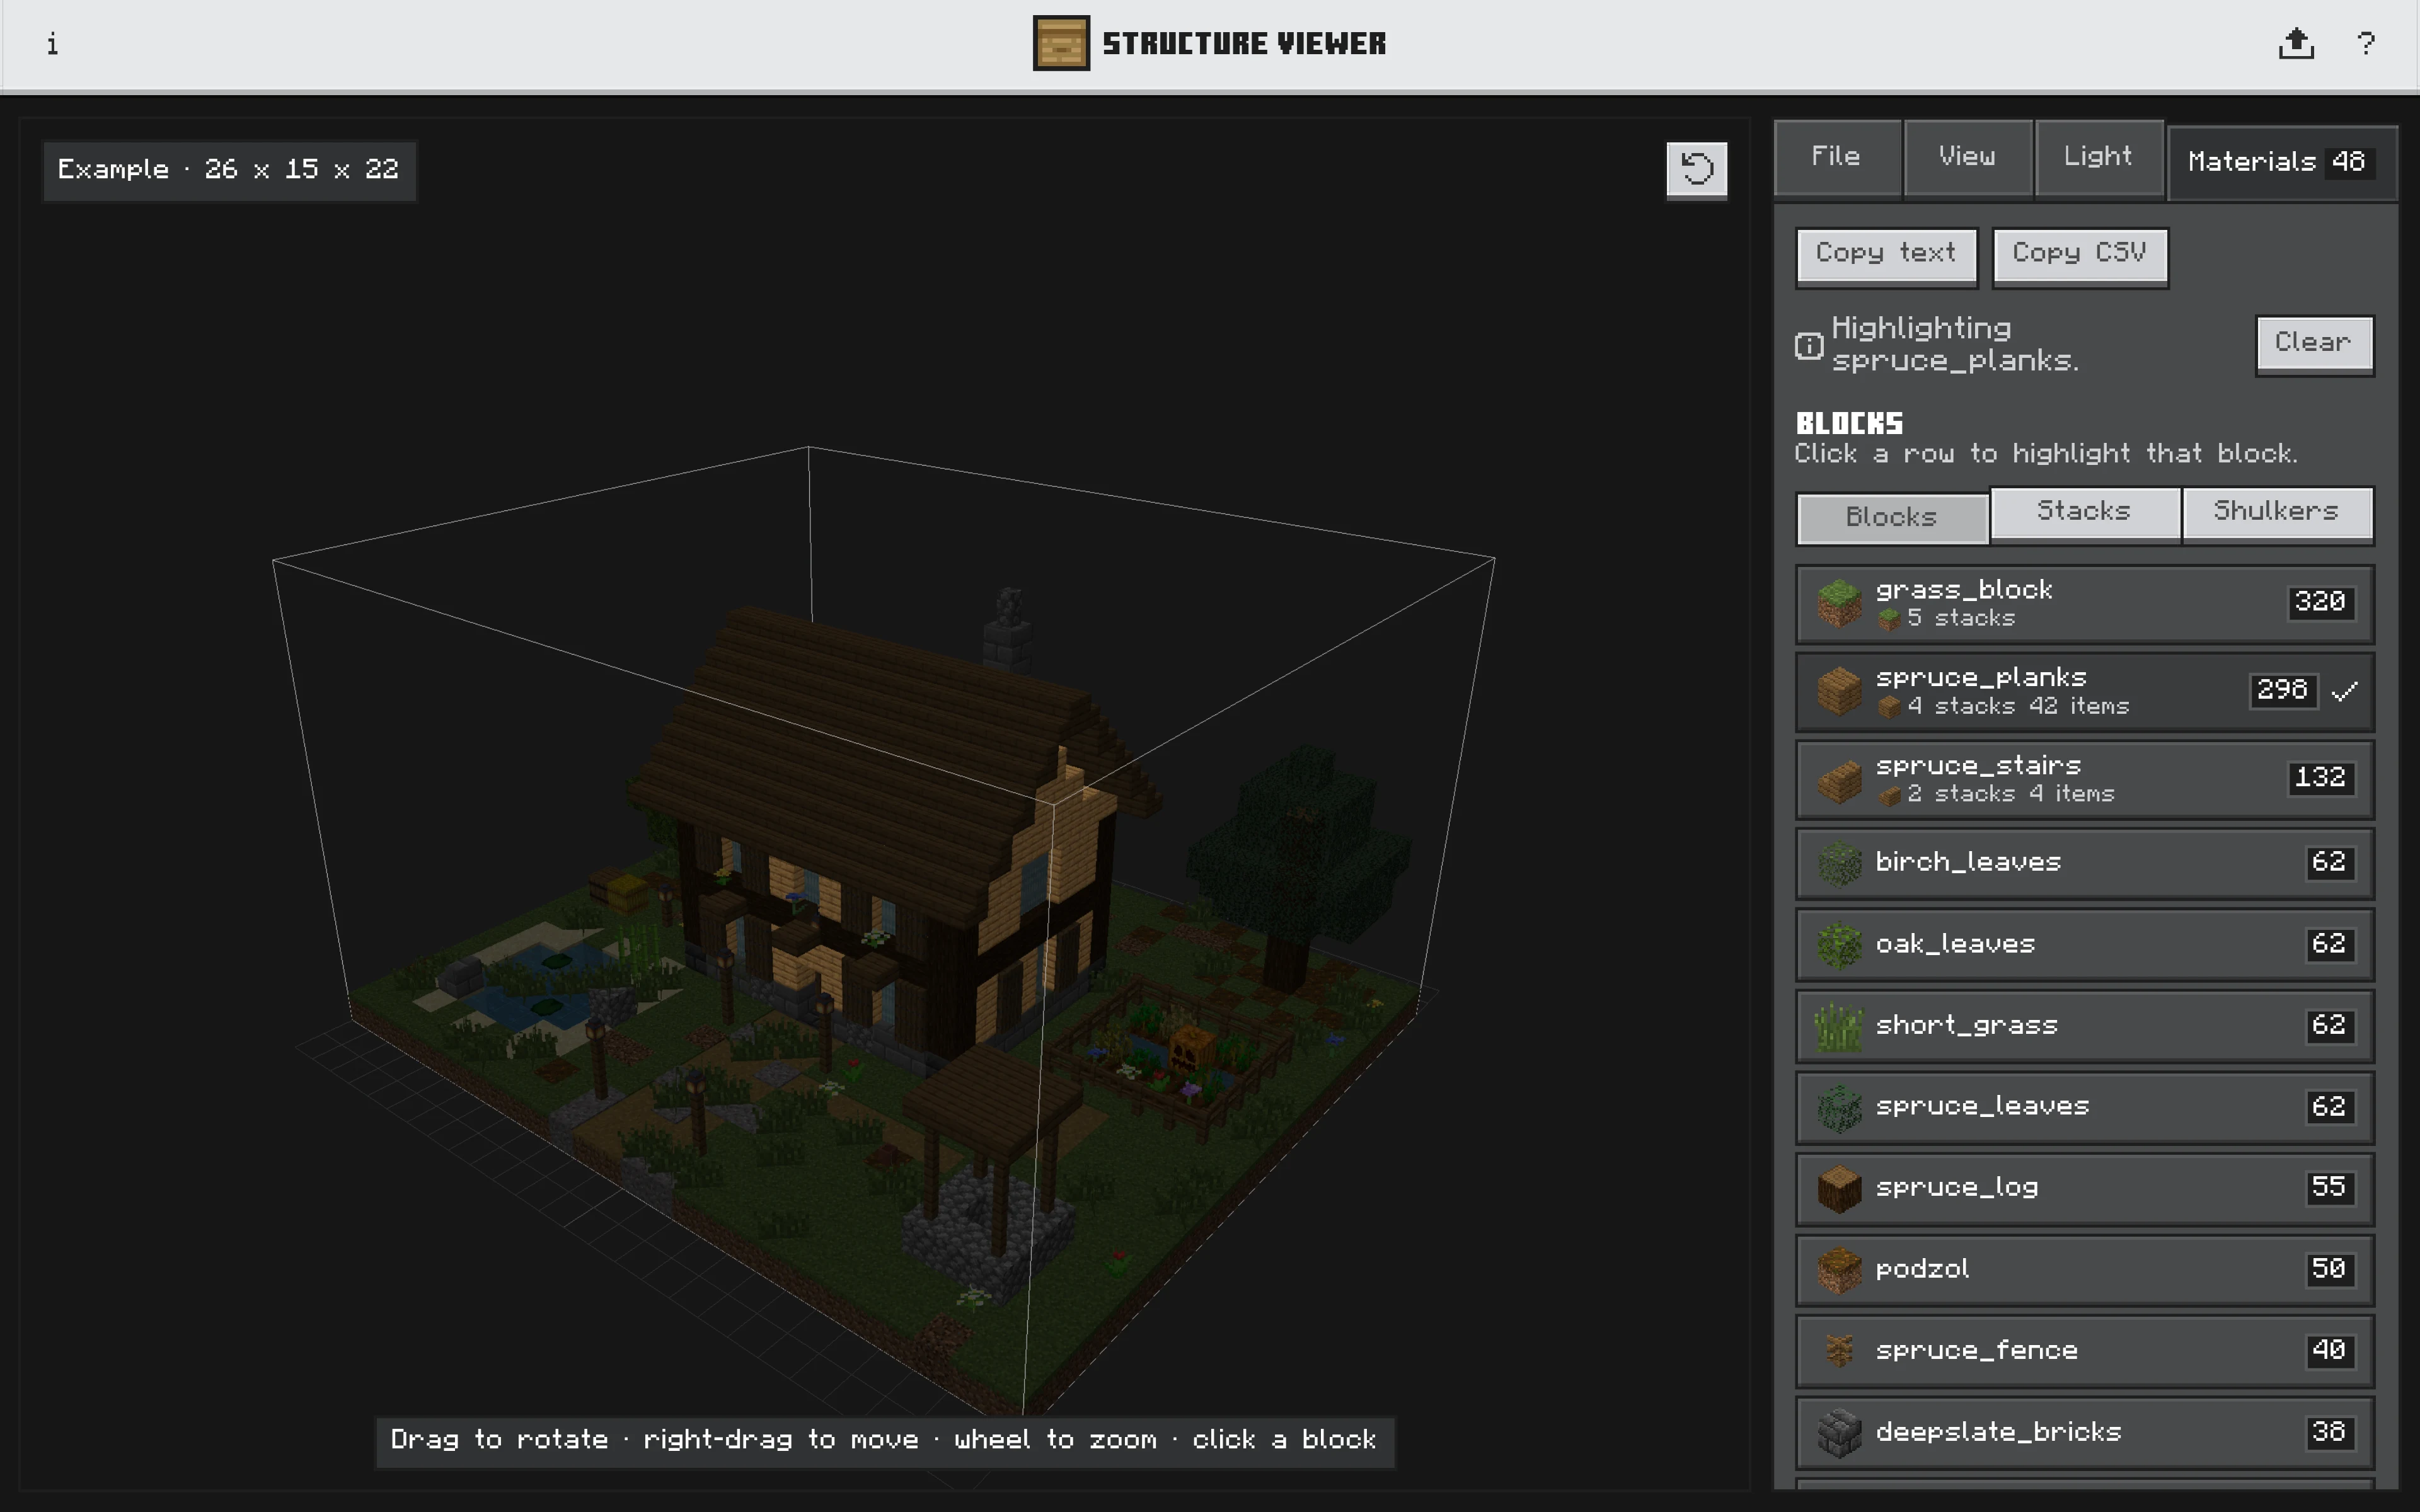 i
STRUCTURE VIEWER
?
Example · 26 x 15 x 22
File
View
Light
Materials 48
Copy text
Copy CSV
Highlighting
spruce_planks.
Clear
BLOCKS
Click a row to highlight that block.
Blocks
Stacks
Shulkers
grass_block
5 stacks
320
spruce_planks
4 stacks 42 items
298
spruce_stairs
2 stacks 4 items
132
birch_leaves
62
oak_leaves
62
short_grass
62
spruce_leaves
62
spruce_log
55
podzol
50
spruce_fence
40
deepslate_bricks
38
Drag to rotate · right-drag to move · wheel to zoom · click a block